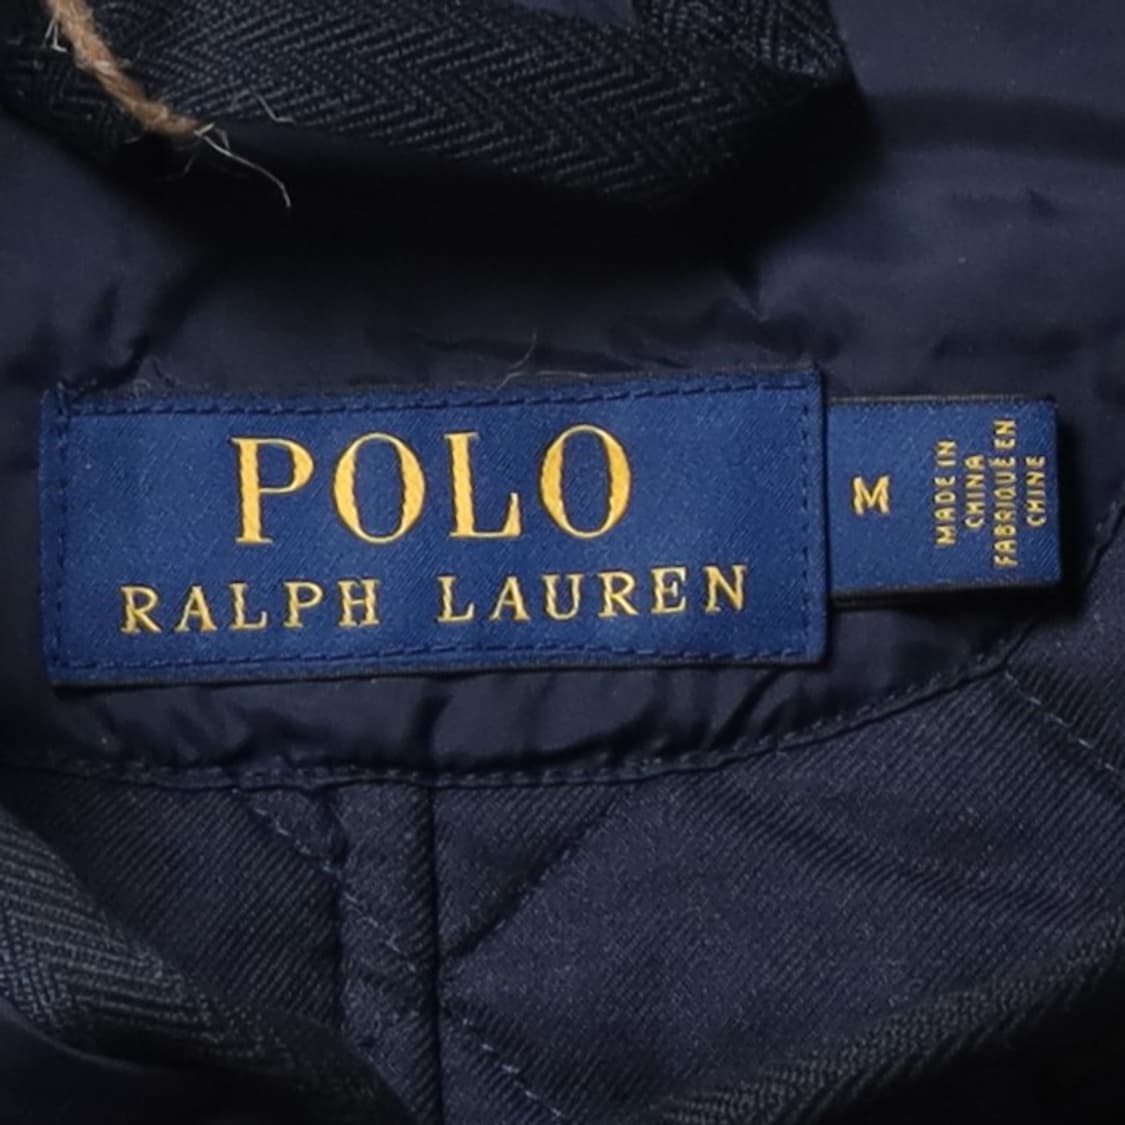 POLO
RALPH LAUREN
M
MADE IN
CHINA
FABRIQUÉ EN
CHINE